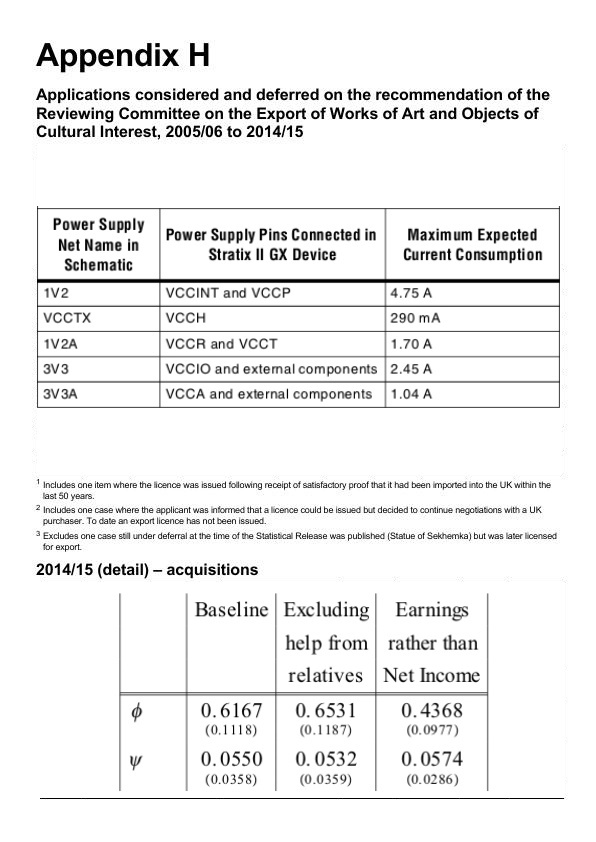 Appendix H
Applications considered and deferred on the recommendation of the
Reviewing Committee on the Export of Works of Art and Objects of
Cultural Interest, 2005/06 to 2014/15
Power Supply Net Name in Schematic Power Supply Pins Connected in Stratix II GX Device Maximum Expected Current Consumption
1V2 VCCINT and VCCP 4.75 A
VCCTX VCCH 290 mA
1V2A VCCR and VCCT 1.70 A
3V3 VCCIO and external components 2.45 A
3V3A VCCA and external components 1.04 A
1 Includes one item where the licence was issued following receipt of satisfactory proof that it had been imported into the UK within the
last 50 years.
2 Includes one case where the applicant was informed that a licence could be issued but decided to continue negotiations with a UK
purchaser. To date an export licence has not been issued.
3 Excludes one case still under deferral at the time of the Statistical Release was published (Statue of Sekhemka) but was later licensed
for export.
2014/15 (detail) – acquisitions
Baseline Excluding Earnings
help from rather than
relatives Net Income
ϕ 0.6167 0.6531 0.4368
(0.1118) (0.1187) (0.0977)
ψ 0.0550 0.0532 0.0574
(0.0358) (0.0359) (0.0286)